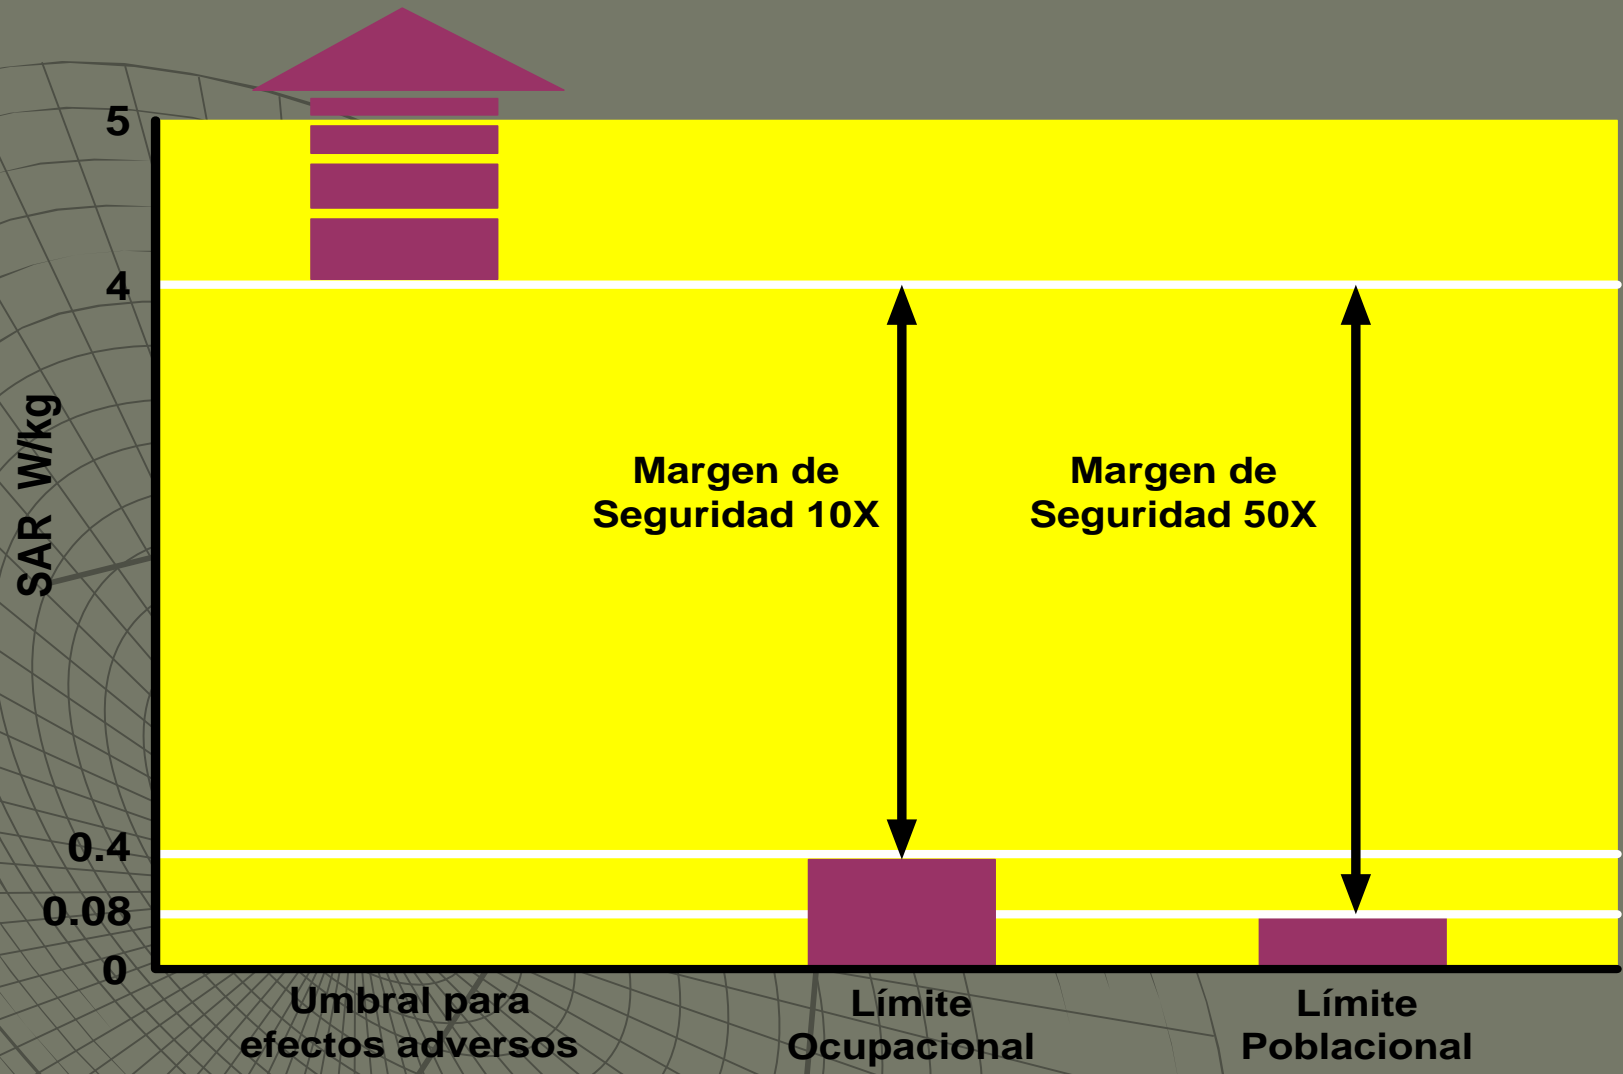 5
4
SAR W/kg
Margen de
Seguridad 10X
Margen de
Seguridad 50X
0.4
0.08
0
Umbral para
efectos adversos
Límite
Ocupacional
Límite
Poblacional